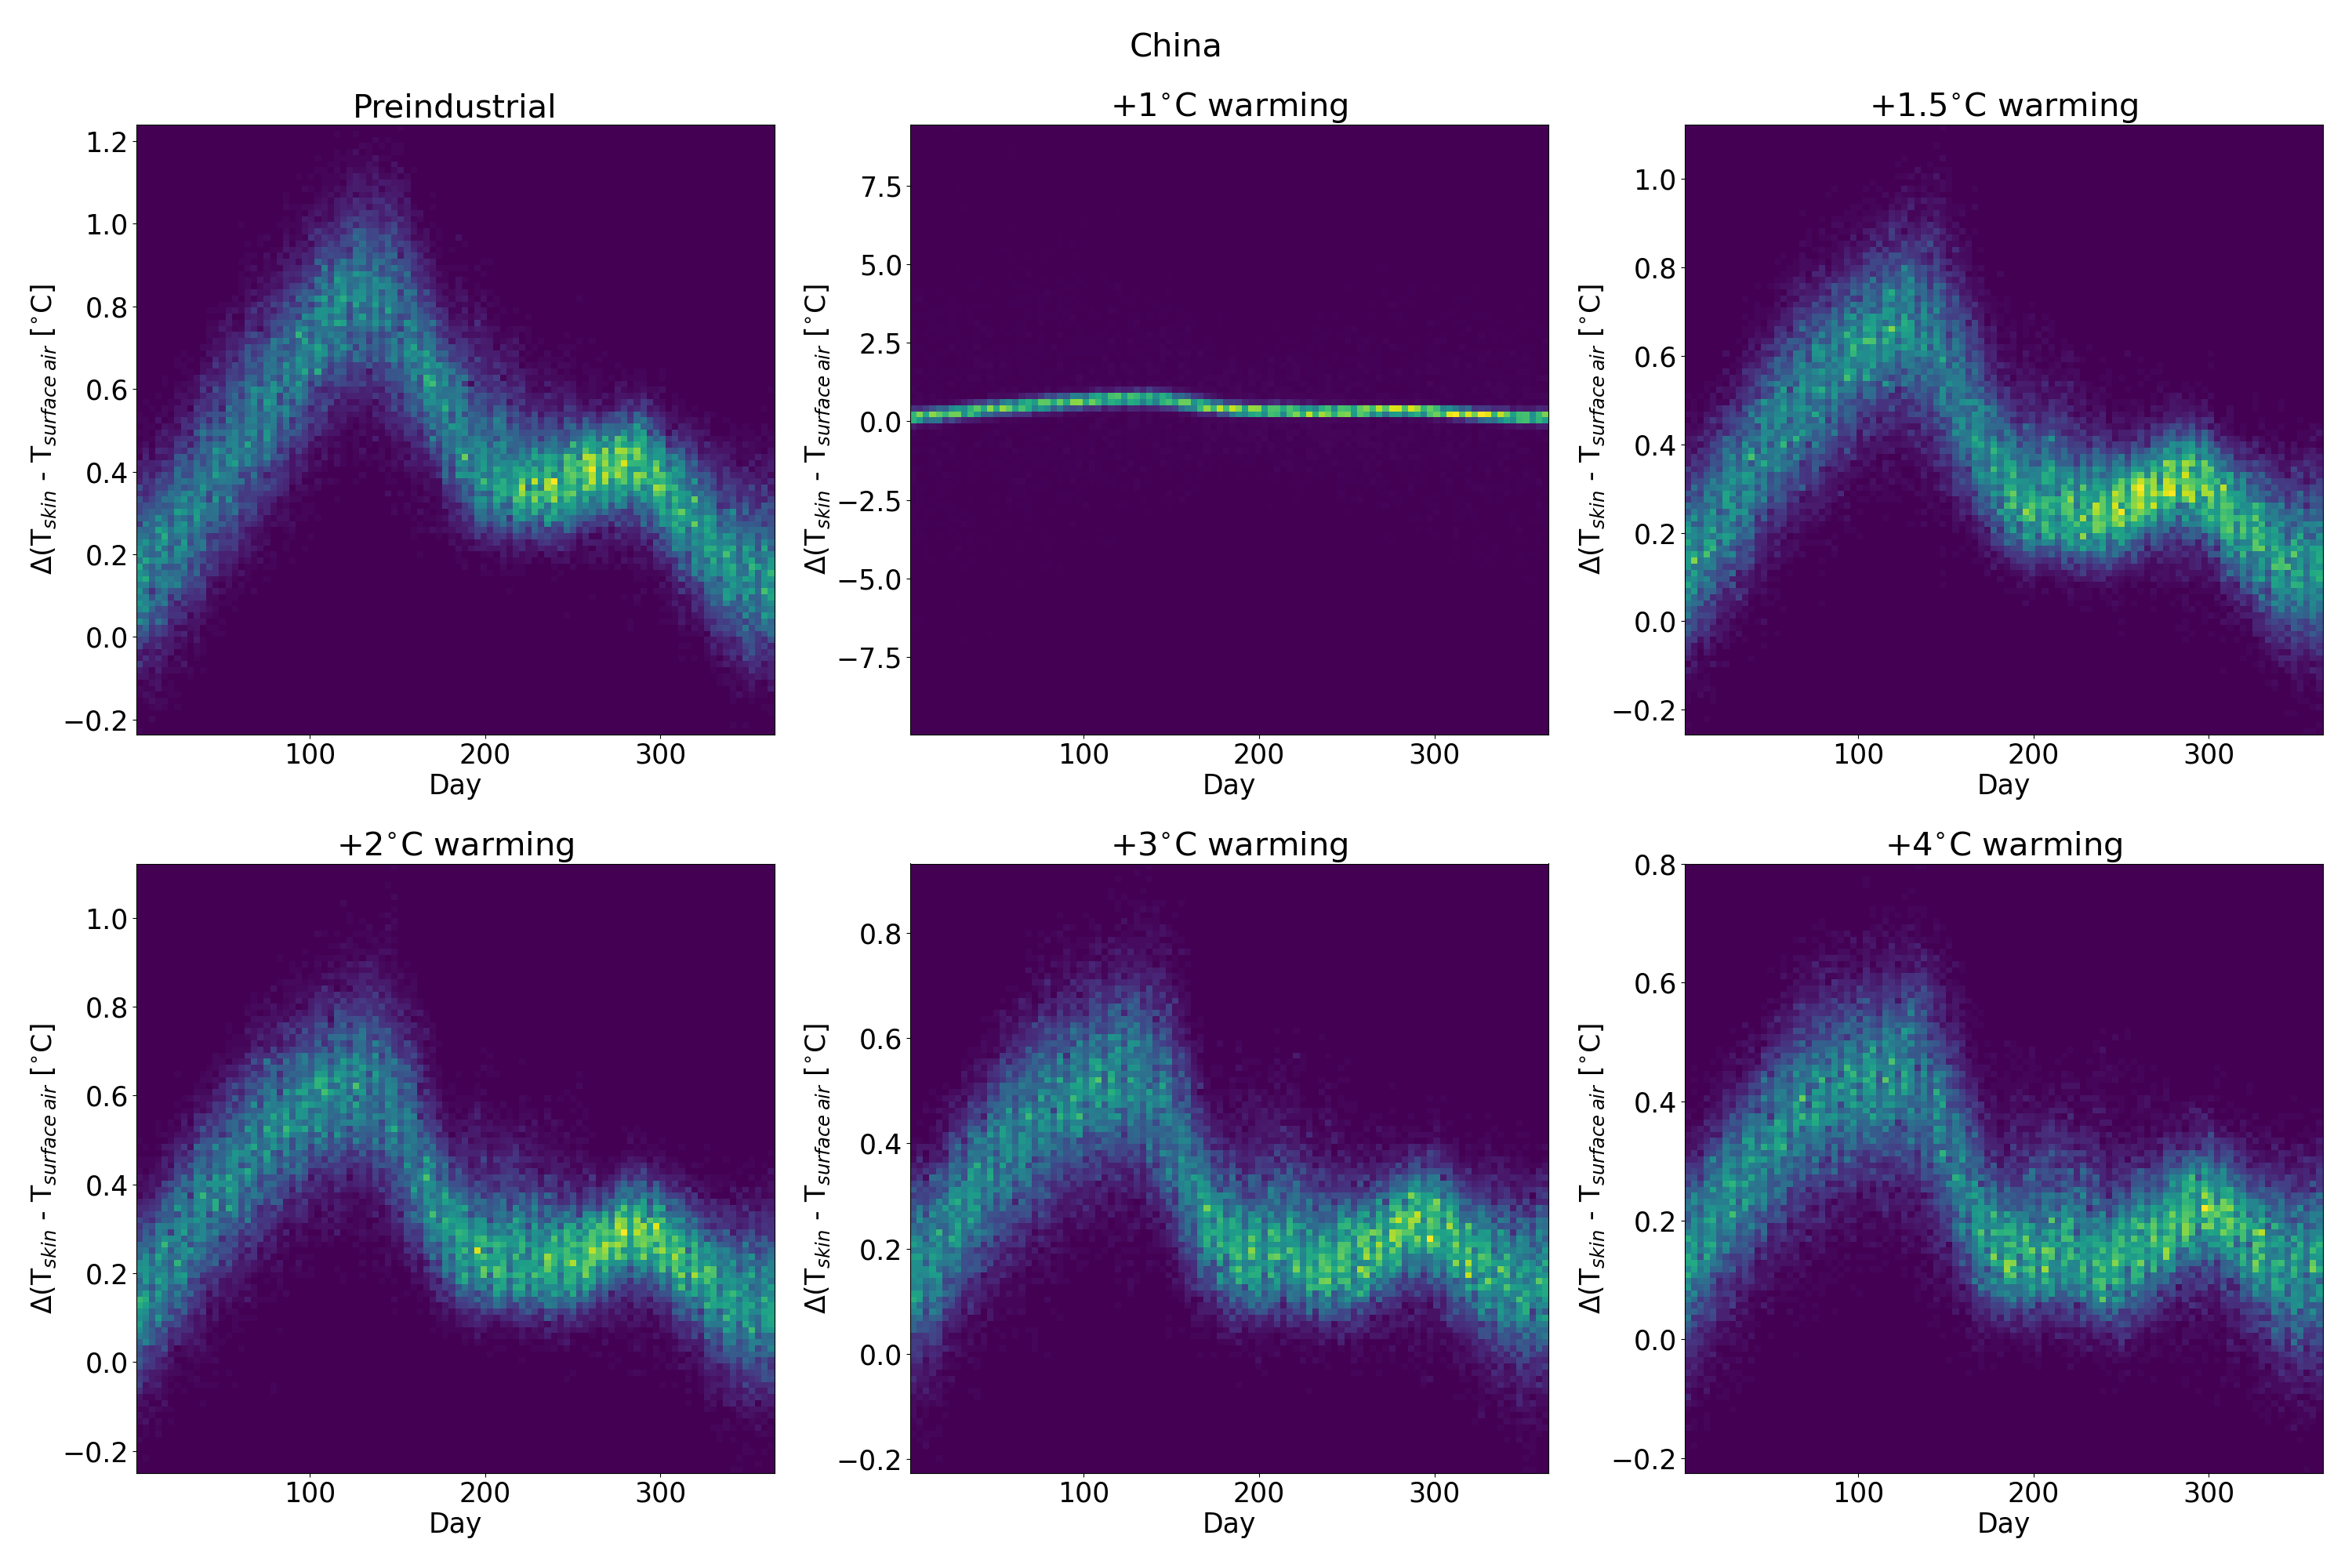 China
Preindustrial
+1°C warming
+1.5°C warming
1.2
1.0
0.8
0.6
0.4
0.2
0.0
−0.2
Δ(T_skin - T_surface air [°C]
100 200 300
Day
7.5
5.0
2.5
0.0
−2.5
−5.0
−7.5
Δ(T_skin - T_surface air [°C]
100 200 300
Day
1.0
0.8
0.6
0.4
0.2
0.0
−0.2
Δ(T_skin - T_surface air [°C]
100 200 300
Day
+2°C warming
+3°C warming
+4°C warming
1.0
0.8
0.6
0.4
0.2
0.0
−0.2
Δ(T_skin - T_surface air [°C]
100 200 300
Day
0.8
0.6
0.4
0.2
0.0
−0.2
Δ(T_skin - T_surface air [°C]
100 200 300
Day
0.8
0.6
0.4
0.2
0.0
−0.2
Δ(T_skin - T_surface air [°C]
100 200 300
Day